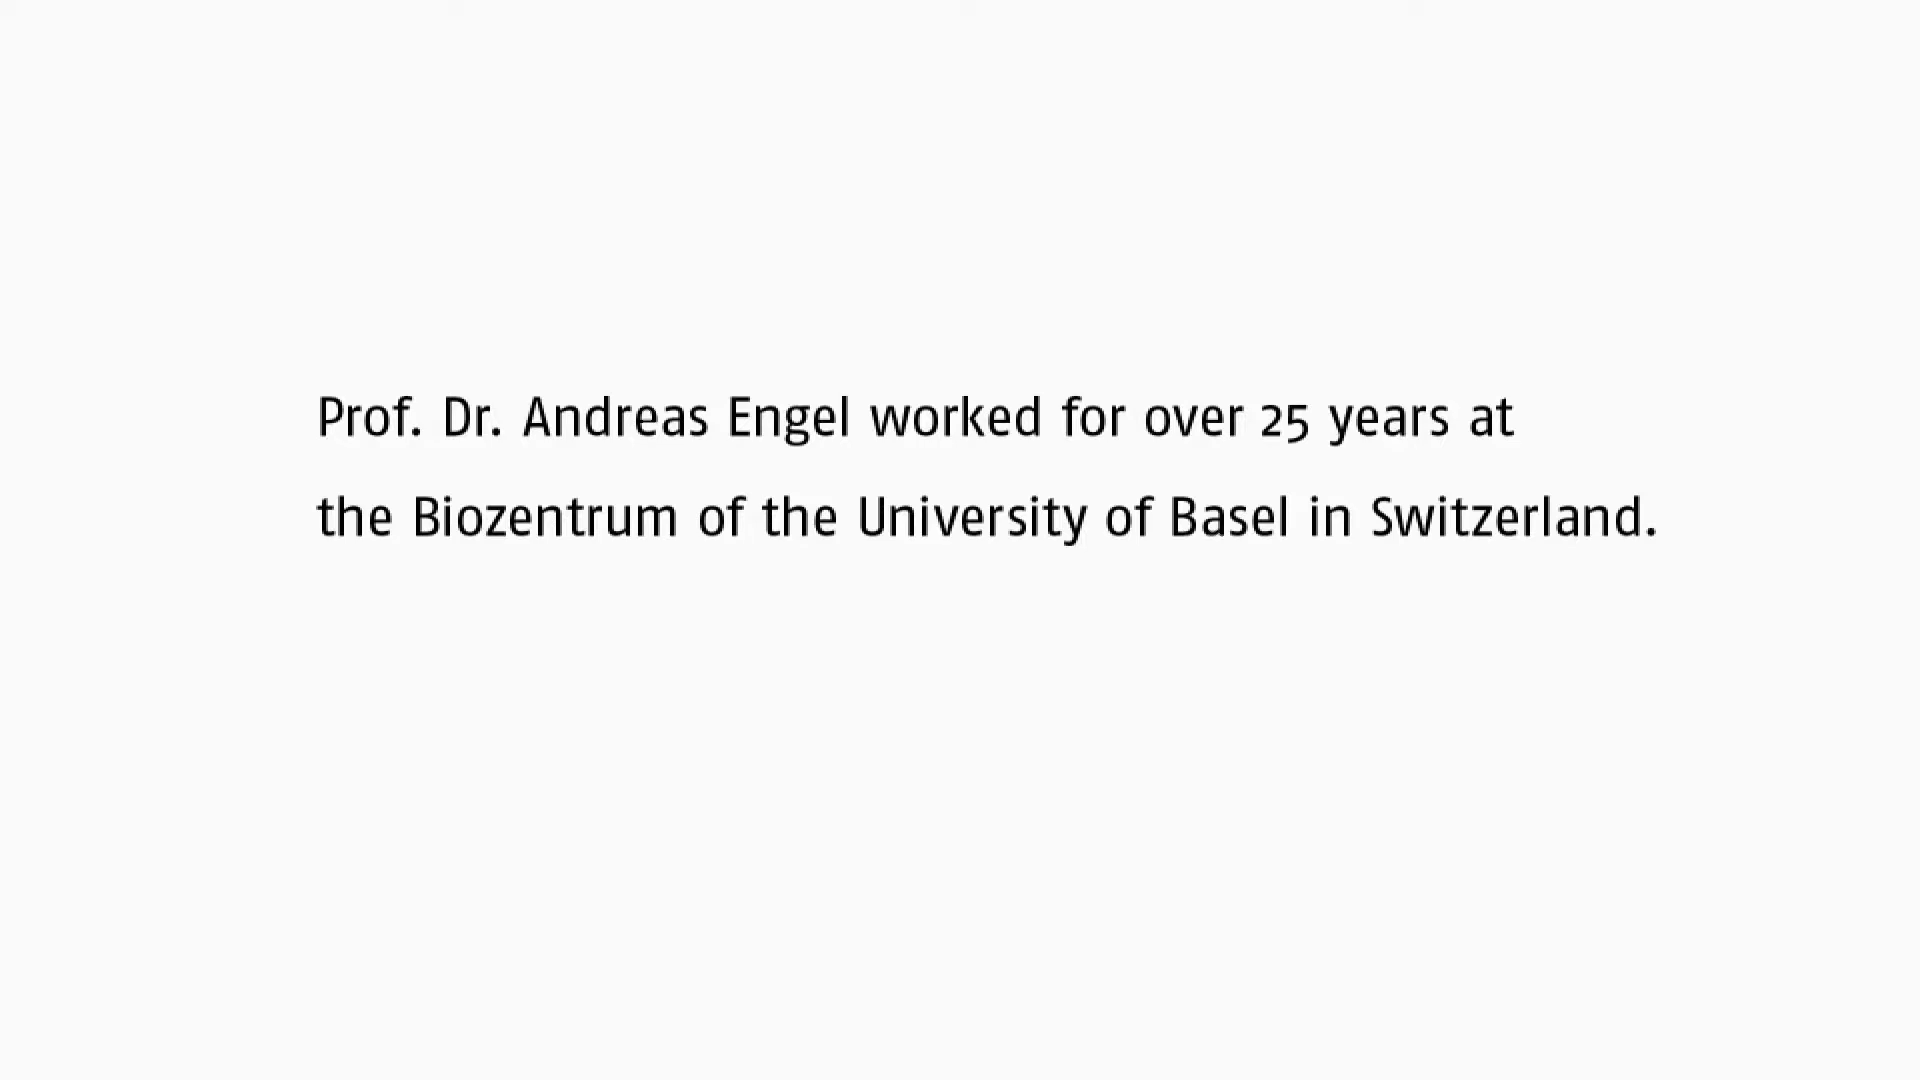 Prof. Dr. Andreas Engel worked for over 25 years at
the Biozentrum of the University of Basel in Switzerland.